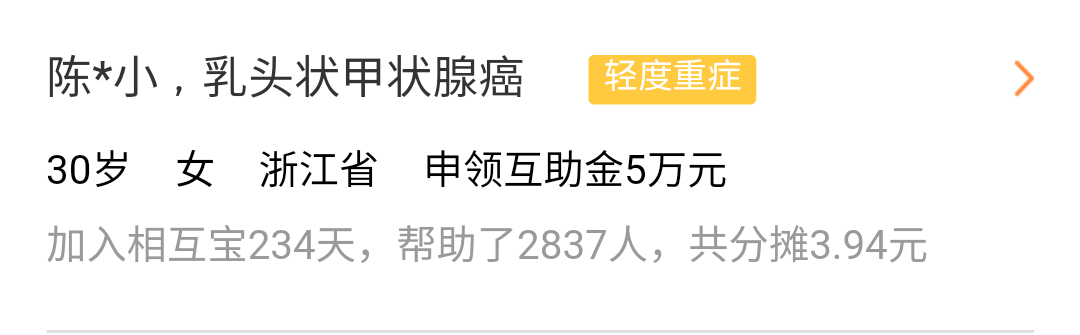 陈*小，乳头状甲状腺癌 轻度重症
30岁 女 浙江省 申领互助金5万元
加入相互宝234天，帮助了2837人，共分摊3.94元